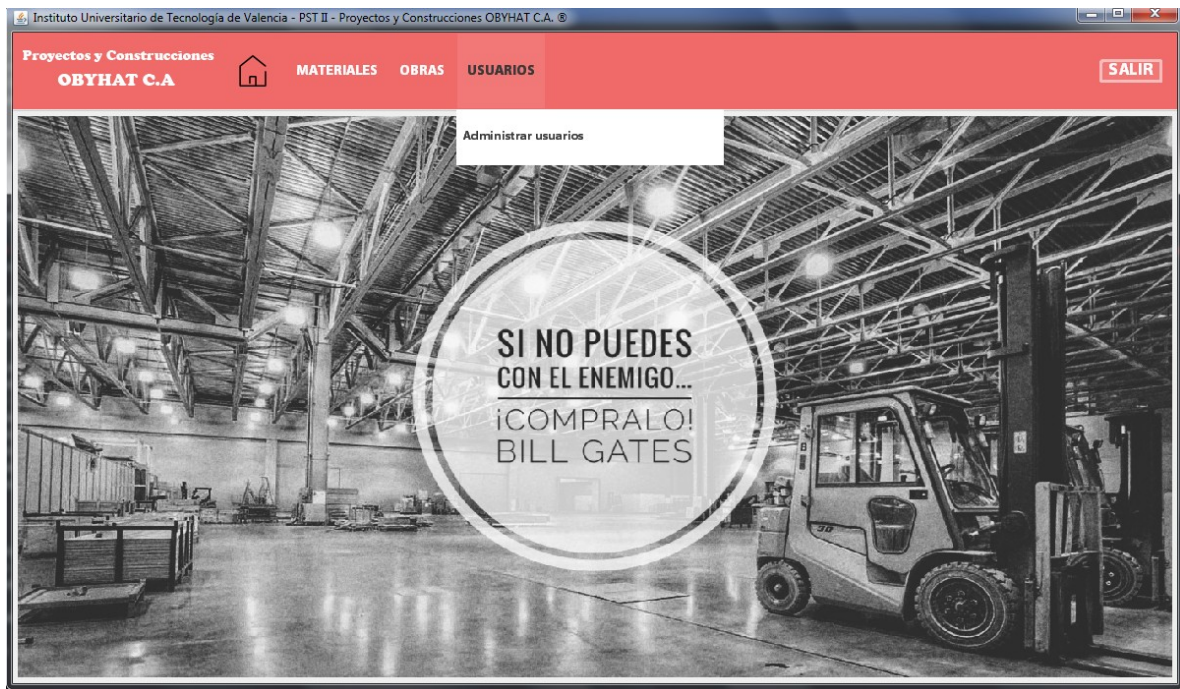 Instituto Universitario de Tecnología de Valencia - PST II - Proyectos y Construcciones OBYHAT C.A. ®
Proyectos y Construcciones
OBYHAT C.A
MATERIALES
OBRAS
USUARIOS
SALIR
Administrar usuarios
SI NO PUEDES
CON EL ENEMIGO...
¡COMPRALO!
BILL GATES
30